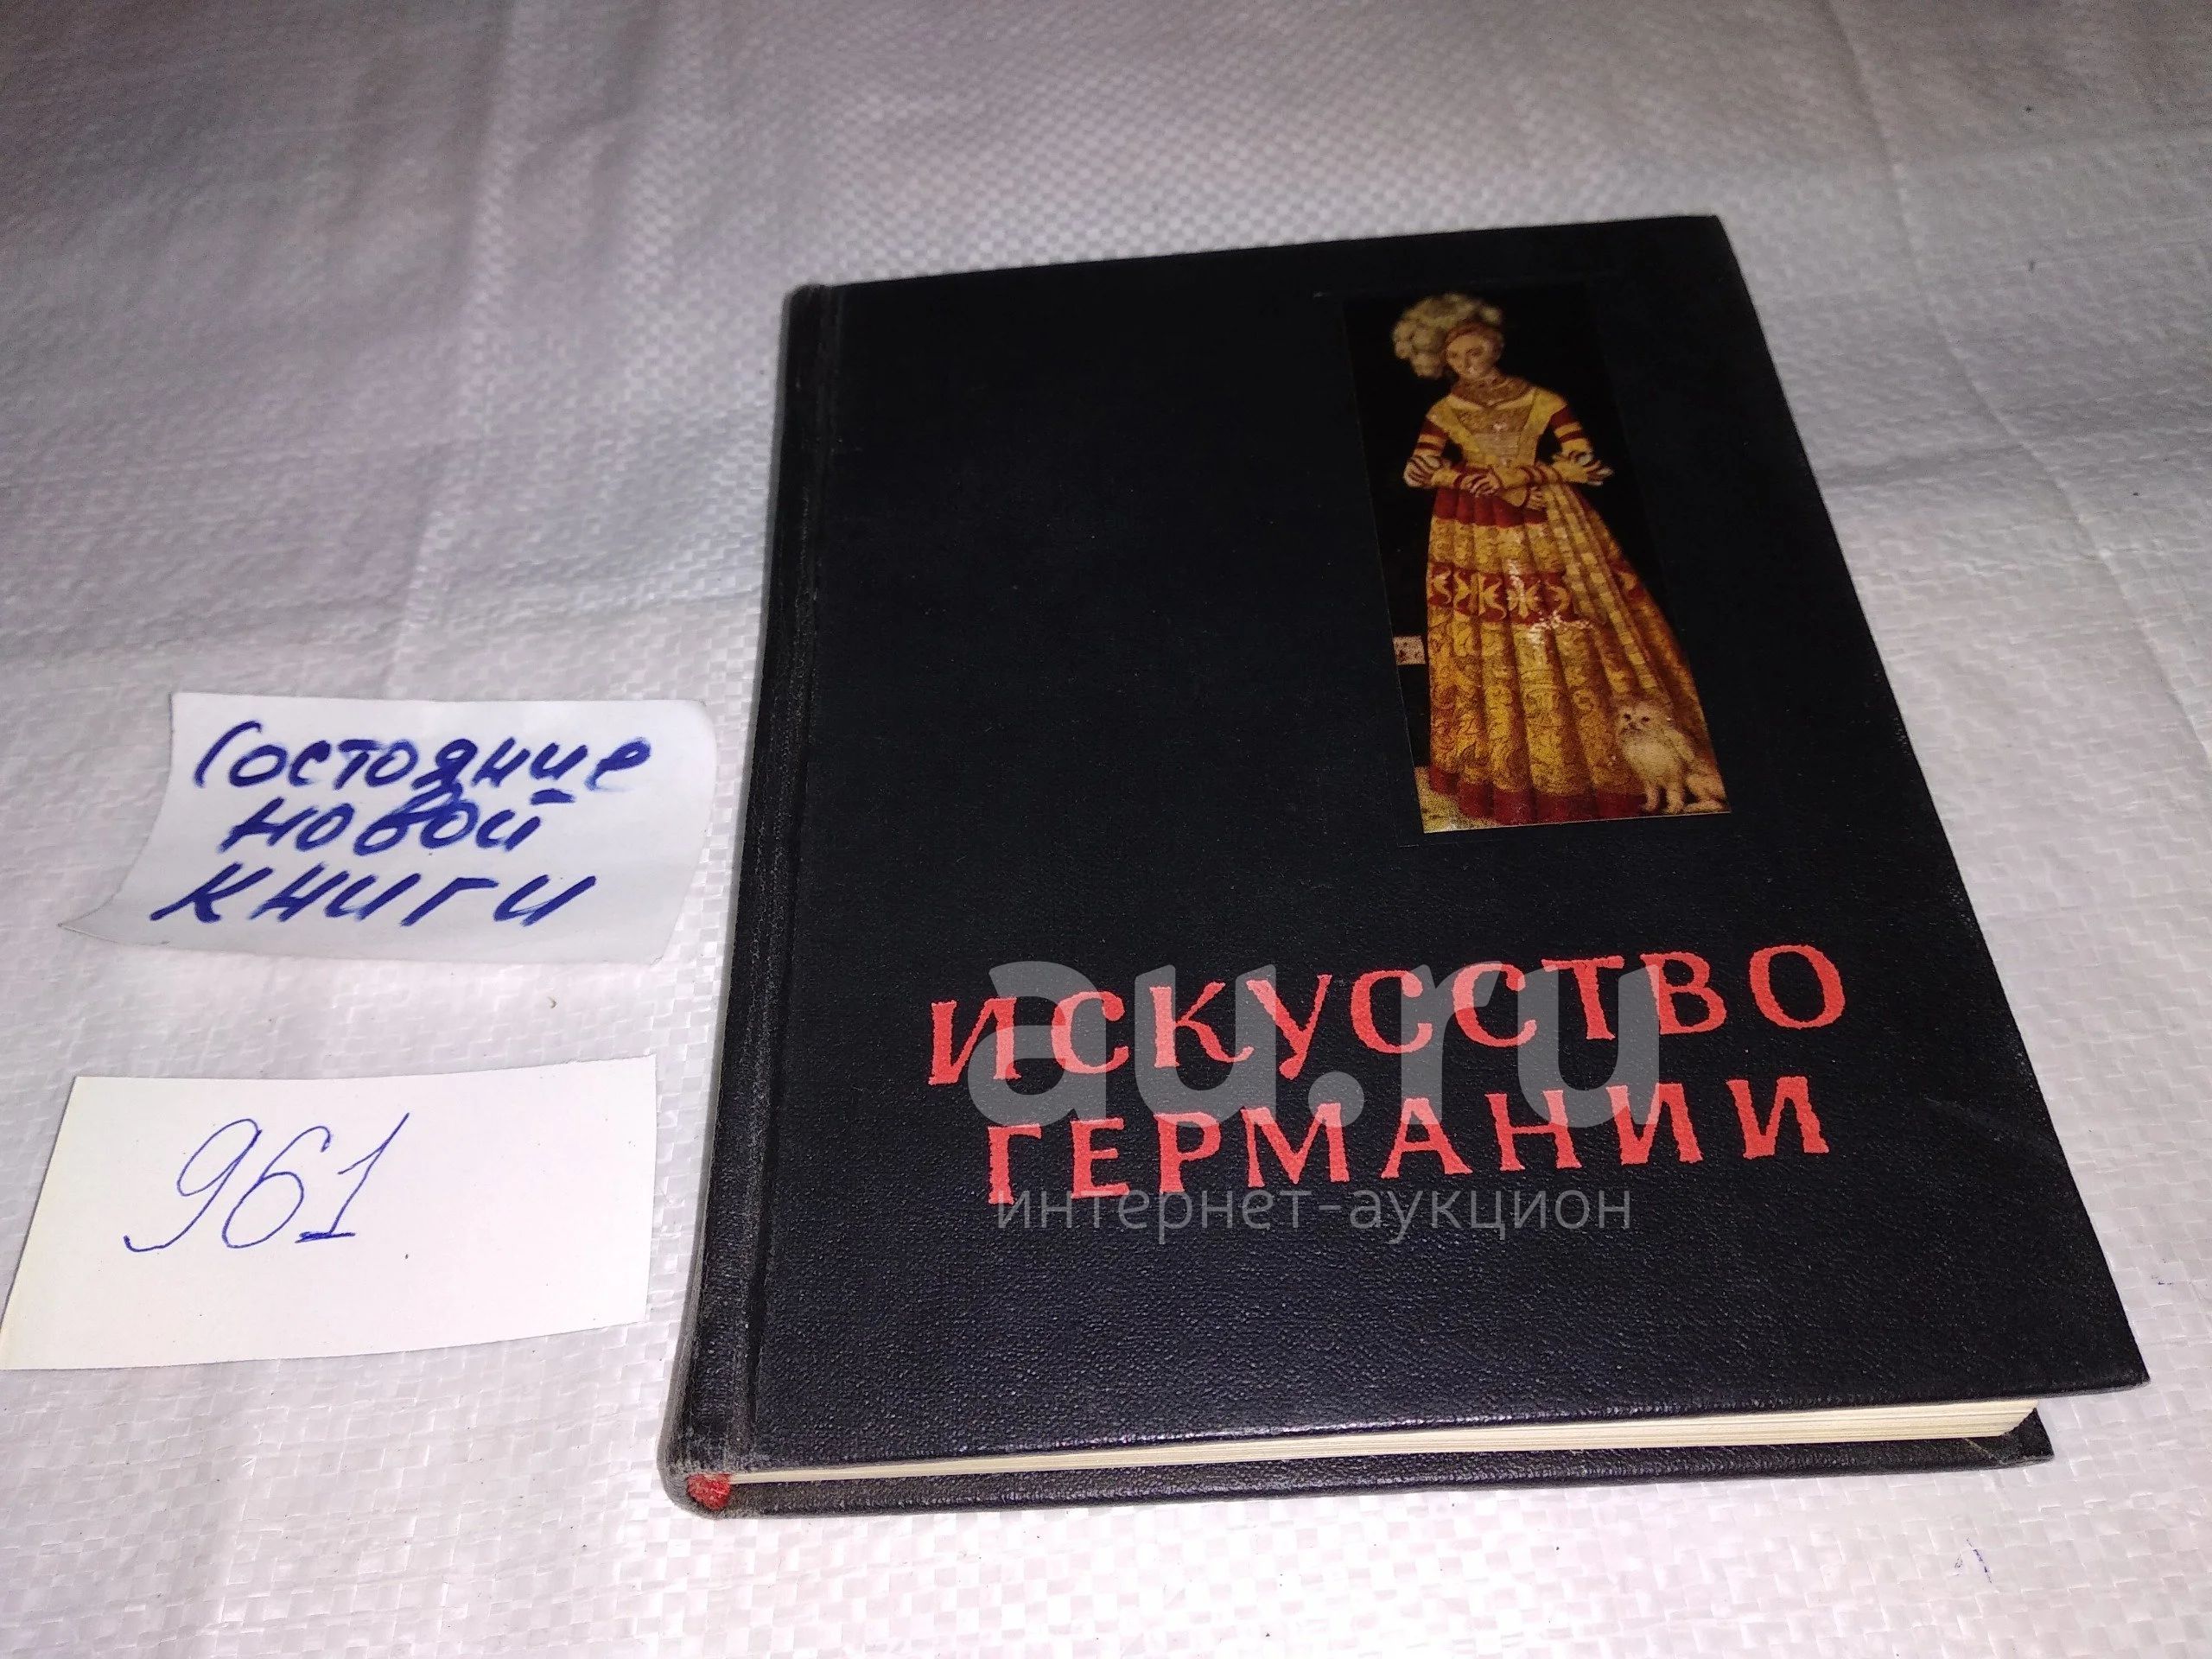 Состояние
новой
книги
961
ИСКУССТВО
ГЕРМАНИИ
au.ru
интернет-аукцион